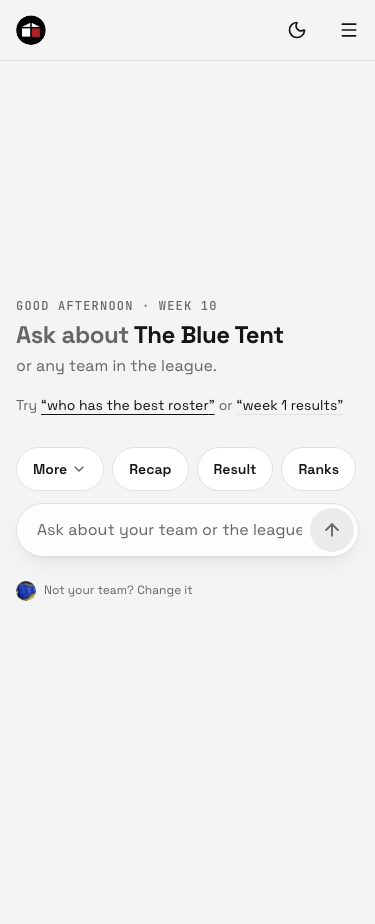 GOOD AFTERNOON · WEEK 10
Ask about The Blue Tent
or any team in the league.
Try “who has the best roster” or “week 1 results”
More Recap Result Ranks
Ask about your team or the league
Not your team? Change it